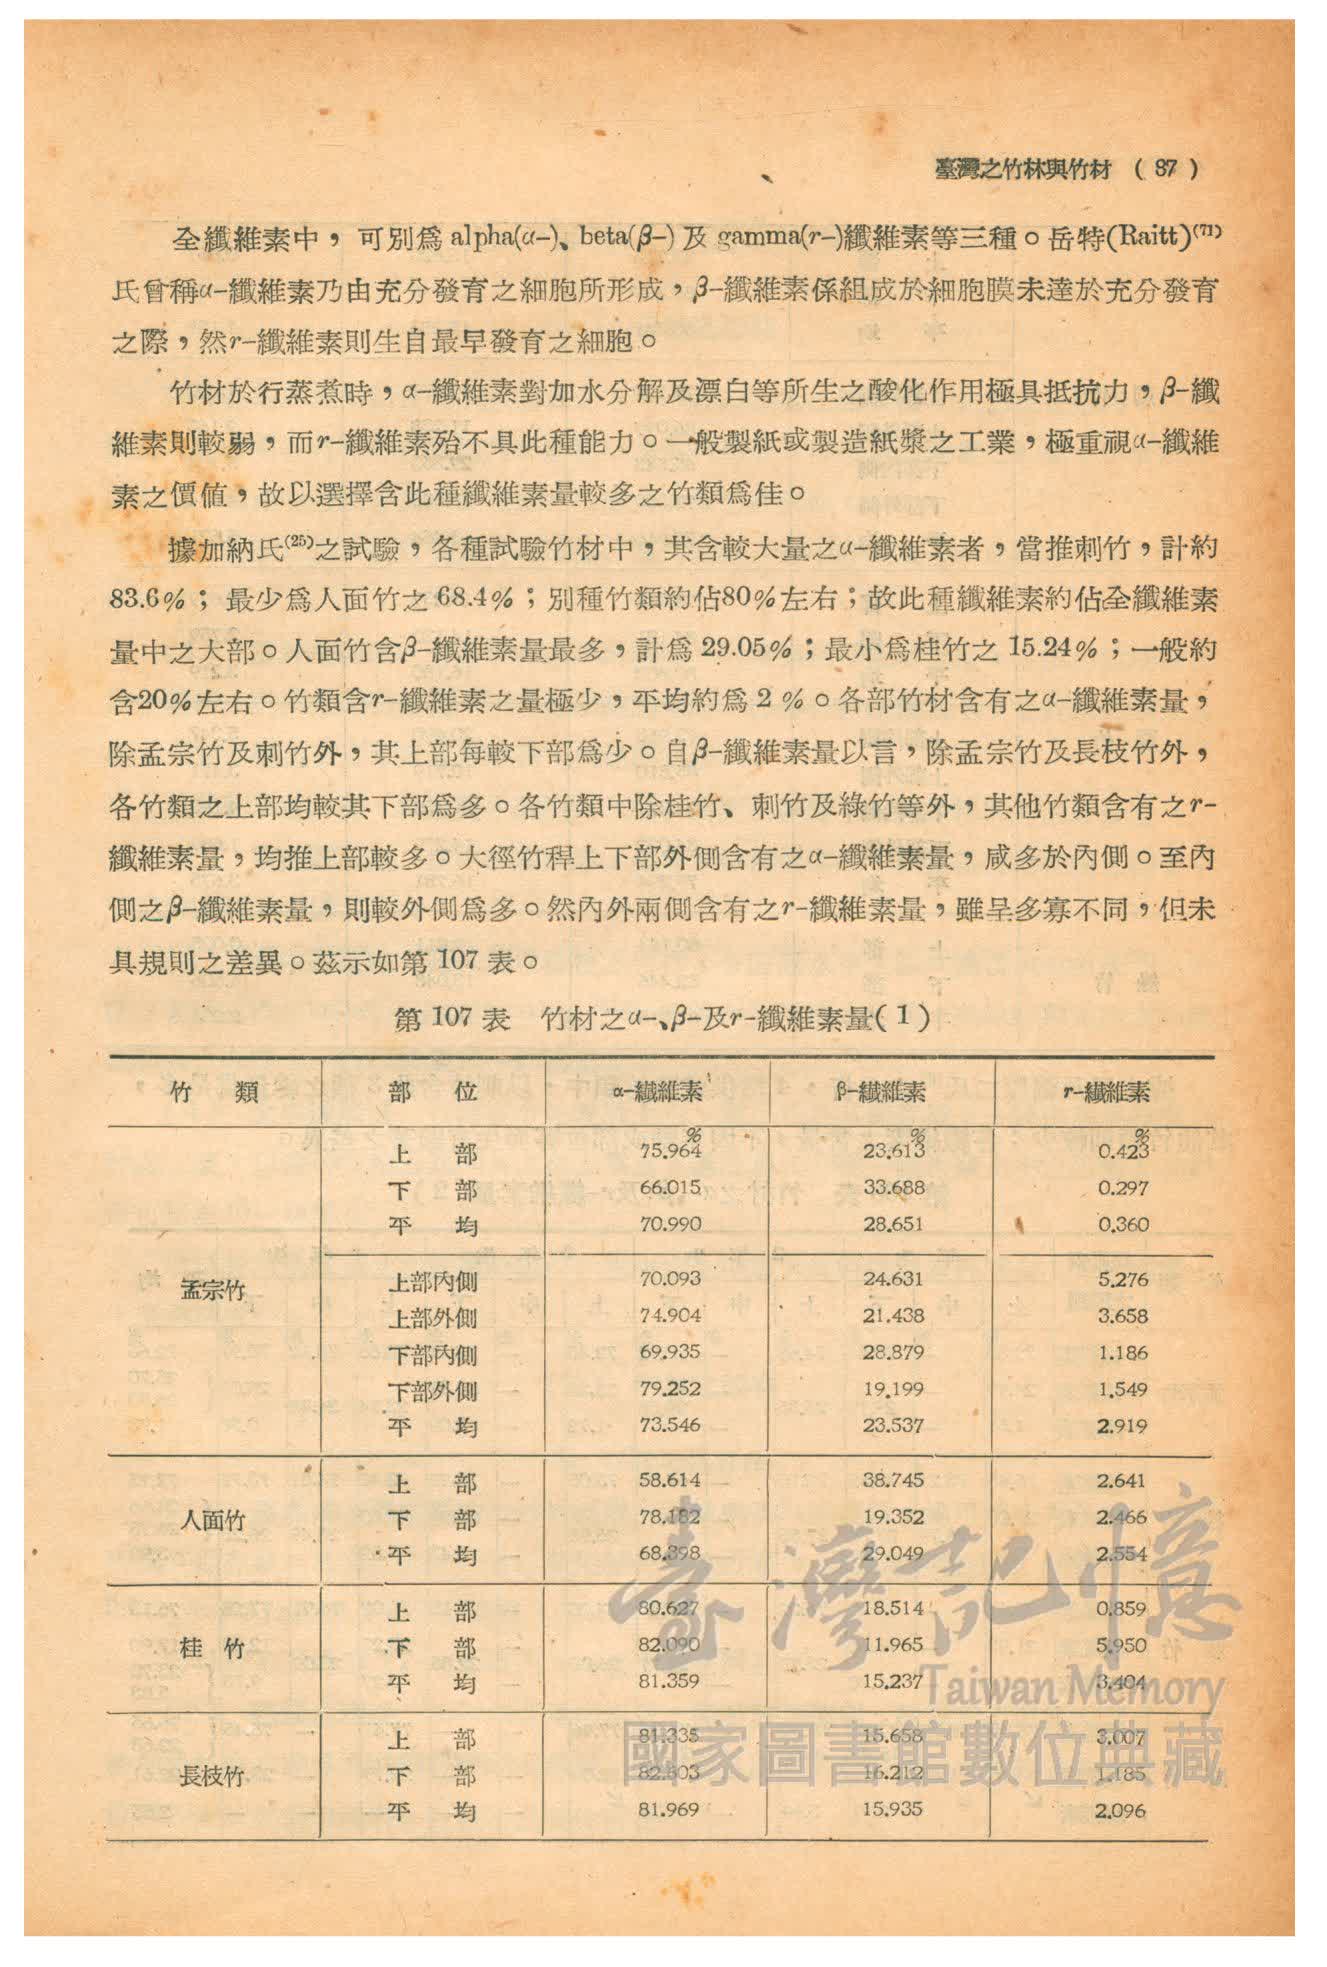 臺灣之竹林與竹材 ( 87 )
全纖維素中，可別爲alpha(α-)、beta(β-)及gamma(r-)纖維素等三種。岳特(Raitt)(71)
氏曾稱α-纖維素乃由充分發育之細胞所形成，β-纖維素係組成於細胞膜未達於充分發育
之際，然r-纖維素則生自最早發育之細胞。
竹材於行蒸煮時，α-纖維素對加水分解及漂白等所生之酸化作用極具抵抗力，β-纖
維素則較弱，而r-纖維素殆不具此種能力。一般製紙或製造紙漿之工業，極重視α-纖維
素之價値，故以選擇含此種纖維素量較多之竹類爲佳。
據加納氏(25)之試驗，各種試驗竹材中，其含較大量之α-纖維素者，當推刺竹，計約
83.6%；最少爲人面竹之68.4%；別種竹類約佔80%左右；故此種纖維素約佔全纖維素
量中之大部。人面竹含β-纖維素量最多，計爲29.05%；最小爲桂竹之15.24%；一般約
含20%左右。竹類含r-纖維素之量極少，平均約爲2%。各部竹材含有之α-纖維素量，
除孟宗竹及刺竹外，其上部每較下部爲少。自β-纖維素量以言，除孟宗竹及長枝竹外，
各竹類之上部均較其下部爲多。各竹類中除桂竹、刺竹及綠竹等外，其他竹類含有之r-
纖維素量，均推上部較多。大徑竹稈上下部外側含有之α-纖維素量，咸多於內側。至內
側之β-纖維素量，則較外側爲多。然內外兩側含有之r-纖維素量，雖呈多寡不同，但未
具規則之差異。茲示如第107表。
第107表　竹材之α-、β-及r-纖維素量(1)
竹類 部位 α-纖維素 β-纖維素 r-纖維素
% % %
上部 75.964 23.613 0.423
下部 66.015 33.688 0.297
平均 70.990 28.651 0.360
孟宗竹
上部內側 70.093 24.631 5.276
上部外側 74.904 21.438 3.658
下部內側 69.935 28.879 1.186
下部外側 79.252 19.199 1.549
平均 73.546 23.537 2.919
上部 58.614 38.745 2.641
人面竹 下部 78.182 19.352 2.466
平均 68.398 29.049 2.554
上部 80.627 18.514 0.859
桂竹 下部 82.090 11.965 5.950
平均 81.359 15.237 3.404
上部 81.335 15.658 3.007
長枝竹 下部 82.603 16.212 1.185
平均 81.969 15.935 2.096
臺灣記憶
Taiwan Memory
國家圖書館數位典藏